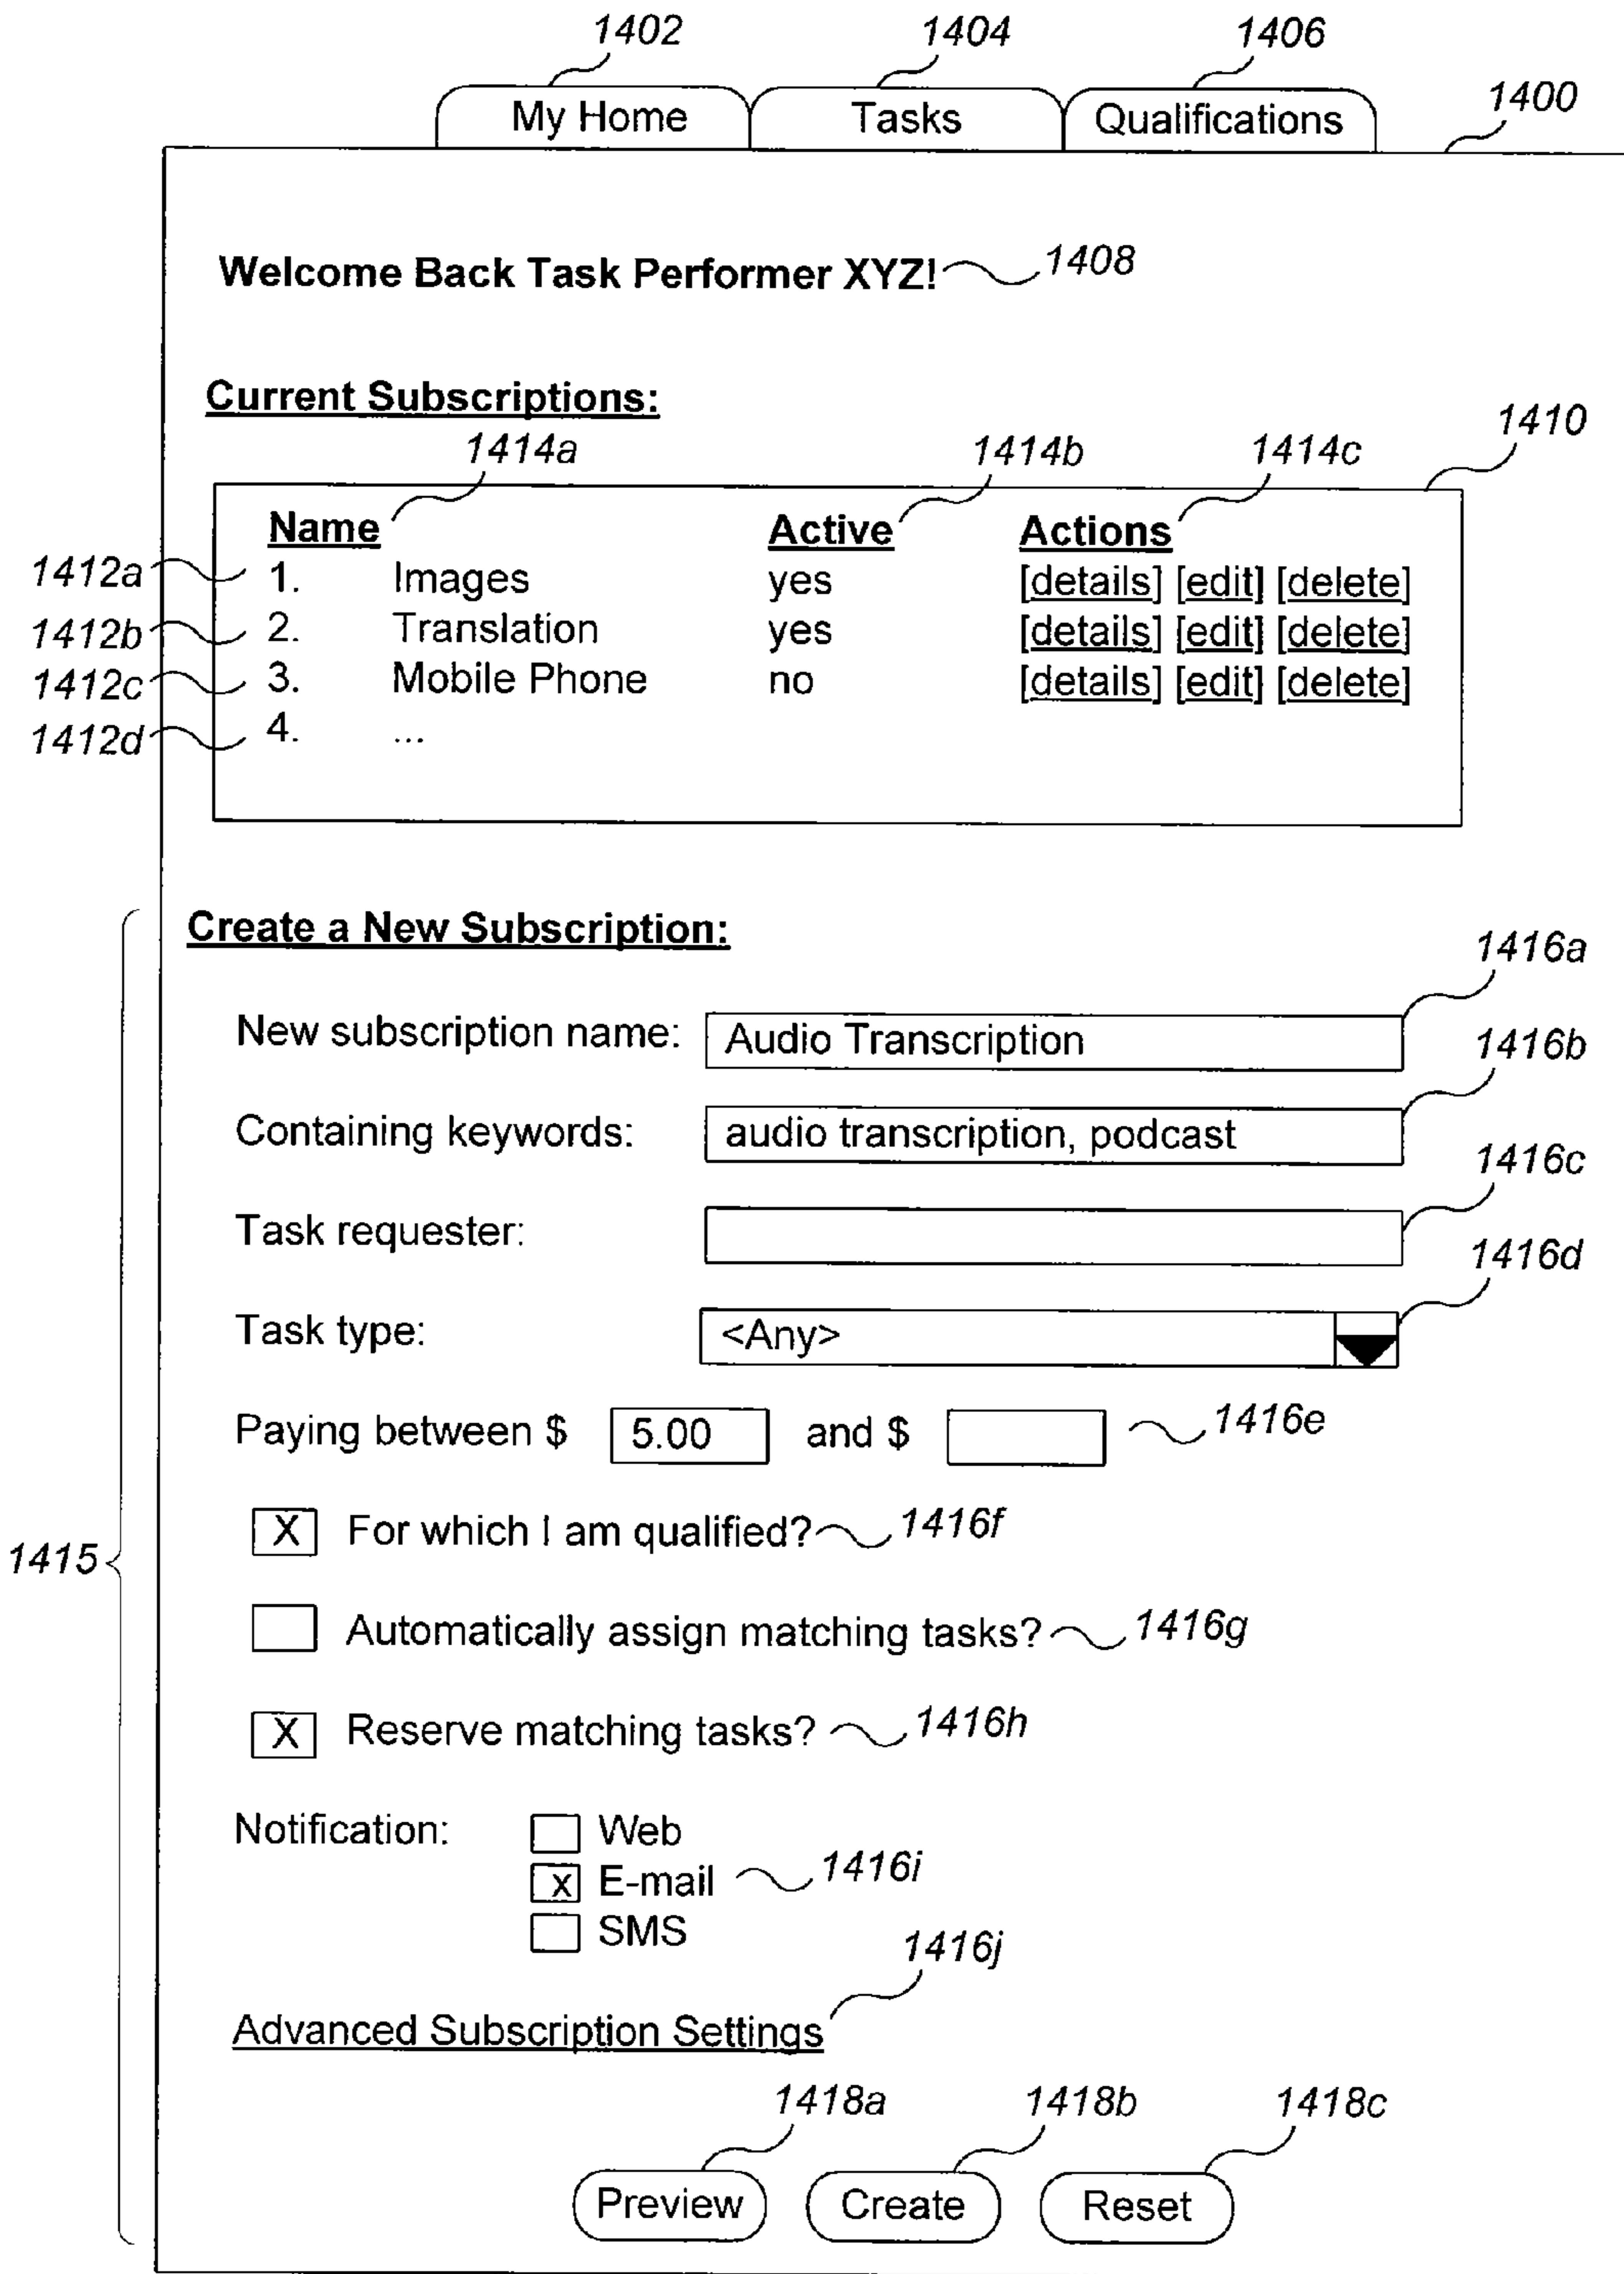 1402 1404 1406
My Home Tasks Qualifications 1400
Welcome Back Task Performer XYZ! 1408
Current Subscriptions:
1414a 1414b 1414c 1410
Name Active Actions
1412a 1. Images yes [details] [edit] [delete]
1412b 2. Translation yes [details] [edit] [delete]
1412c 3. Mobile Phone no [details] [edit] [delete]
1412d 4. ...
Create a New Subscription:
1416a
New subscription name: Audio Transcription
1416b
Containing keywords: audio transcription, podcast
1416c
Task requester:
1416d
Task type: <Any>
Paying between $ 5.00 and $ 1416e
X For which I am qualified? 1416f
1415
Automatically assign matching tasks? 1416g
X Reserve matching tasks? 1416h
Notification: Web
x E-mail 1416i
SMS
1416j
Advanced Subscription Settings
1418a 1418b 1418c
Preview Create Reset